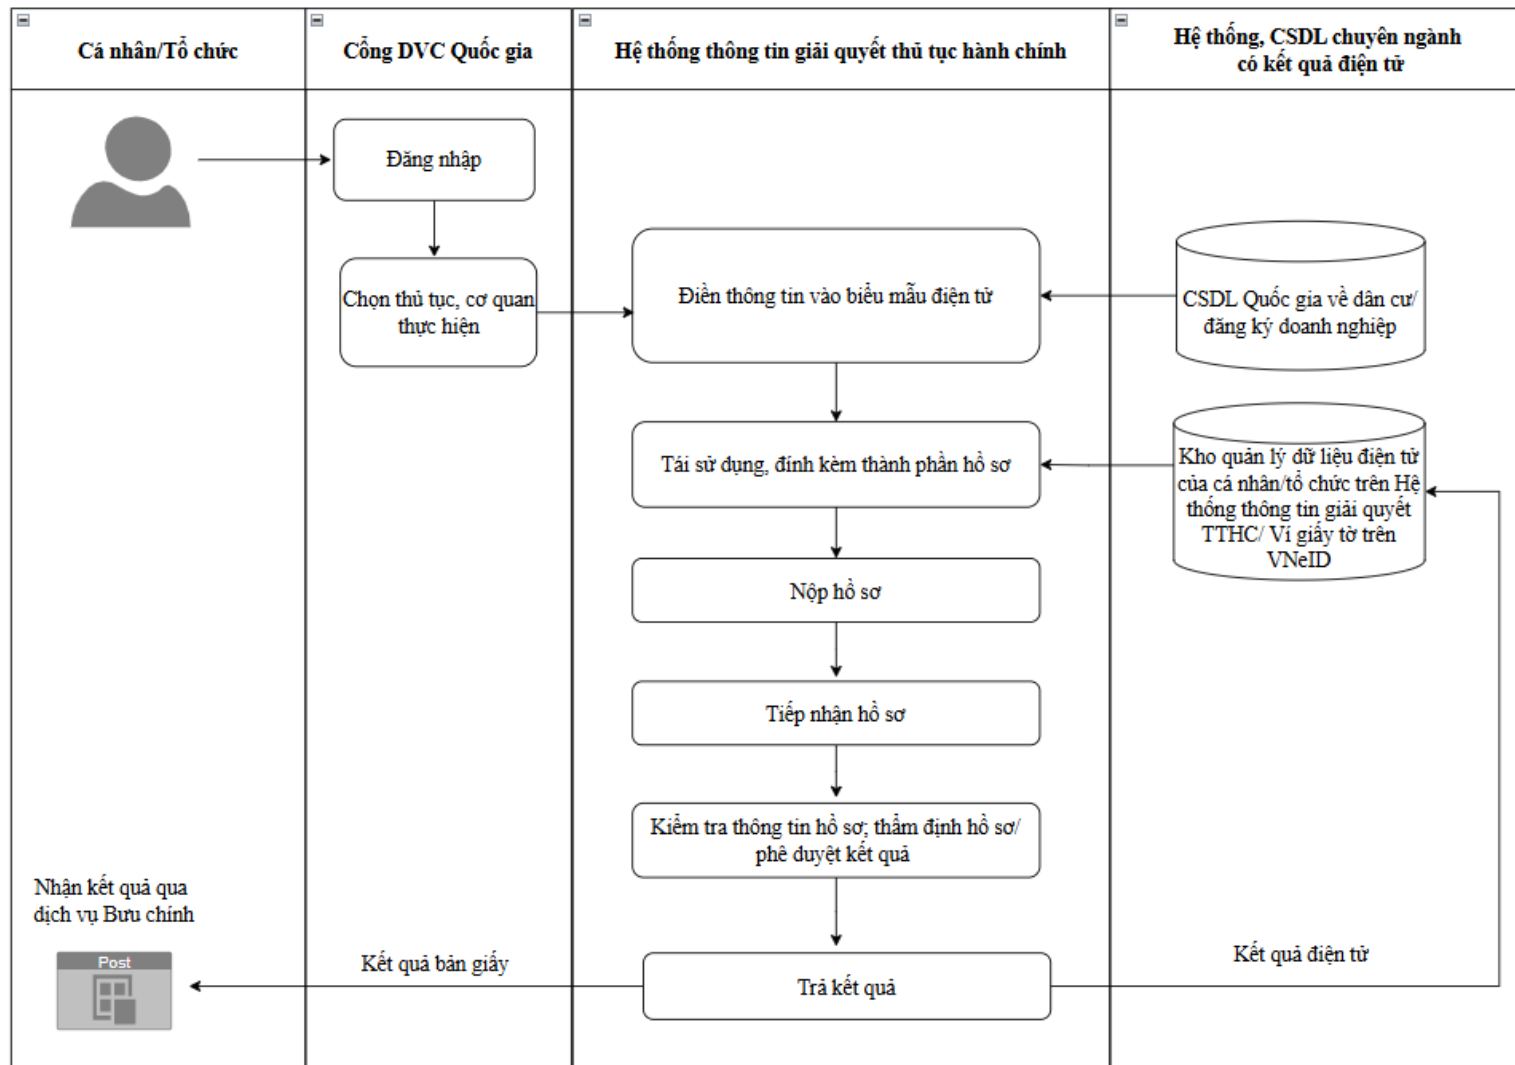 Cá nhân/Tổ chức
Cổng DVC Quốc gia
Hệ thống thông tin giải quyết thủ tục hành chính
Hệ thống, CSDL chuyên ngành
có kết quả điện tử
Đăng nhập
Chọn thủ tục, cơ quan
thực hiện
Điền thông tin vào biểu mẫu điện tử
CSDL Quốc gia về dân cư/
đăng ký doanh nghiệp
Tái sử dụng, đính kèm thành phần hồ sơ
Kho quản lý dữ liệu điện tử
của cá nhân/tổ chức trên Hệ
thống thông tin giải quyết
TTHC/ Ví giấy tờ trên
VNeID
Nộp hồ sơ
Tiếp nhận hồ sơ
Kiểm tra thông tin hồ sơ; thẩm định hồ sơ/
phê duyệt kết quả
Nhận kết quả qua
dịch vụ Bưu chính
Post
Kết quả bản giấy
Trả kết quả
Kết quả điện tử